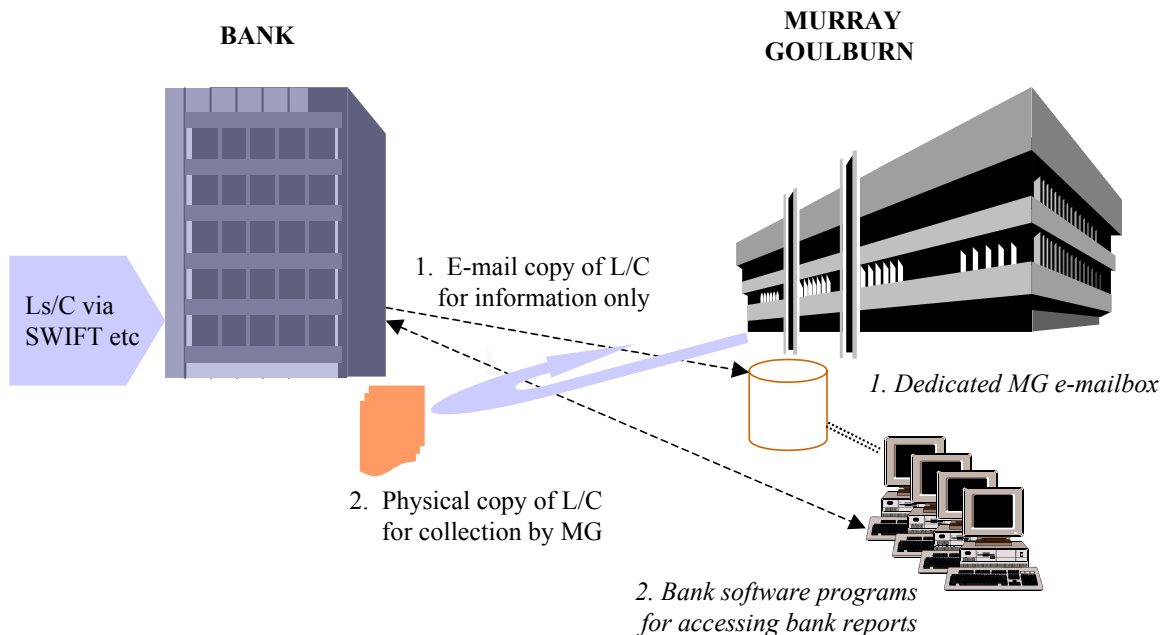 BANK
MURRAY
GOULBURN
Ls/C via
SWIFT etc
1. E-mail copy of L/C
for information only
1. Dedicated MG e-mailbox
2. Physical copy of L/C
for collection by MG
2. Bank software programs
for accessing bank reports